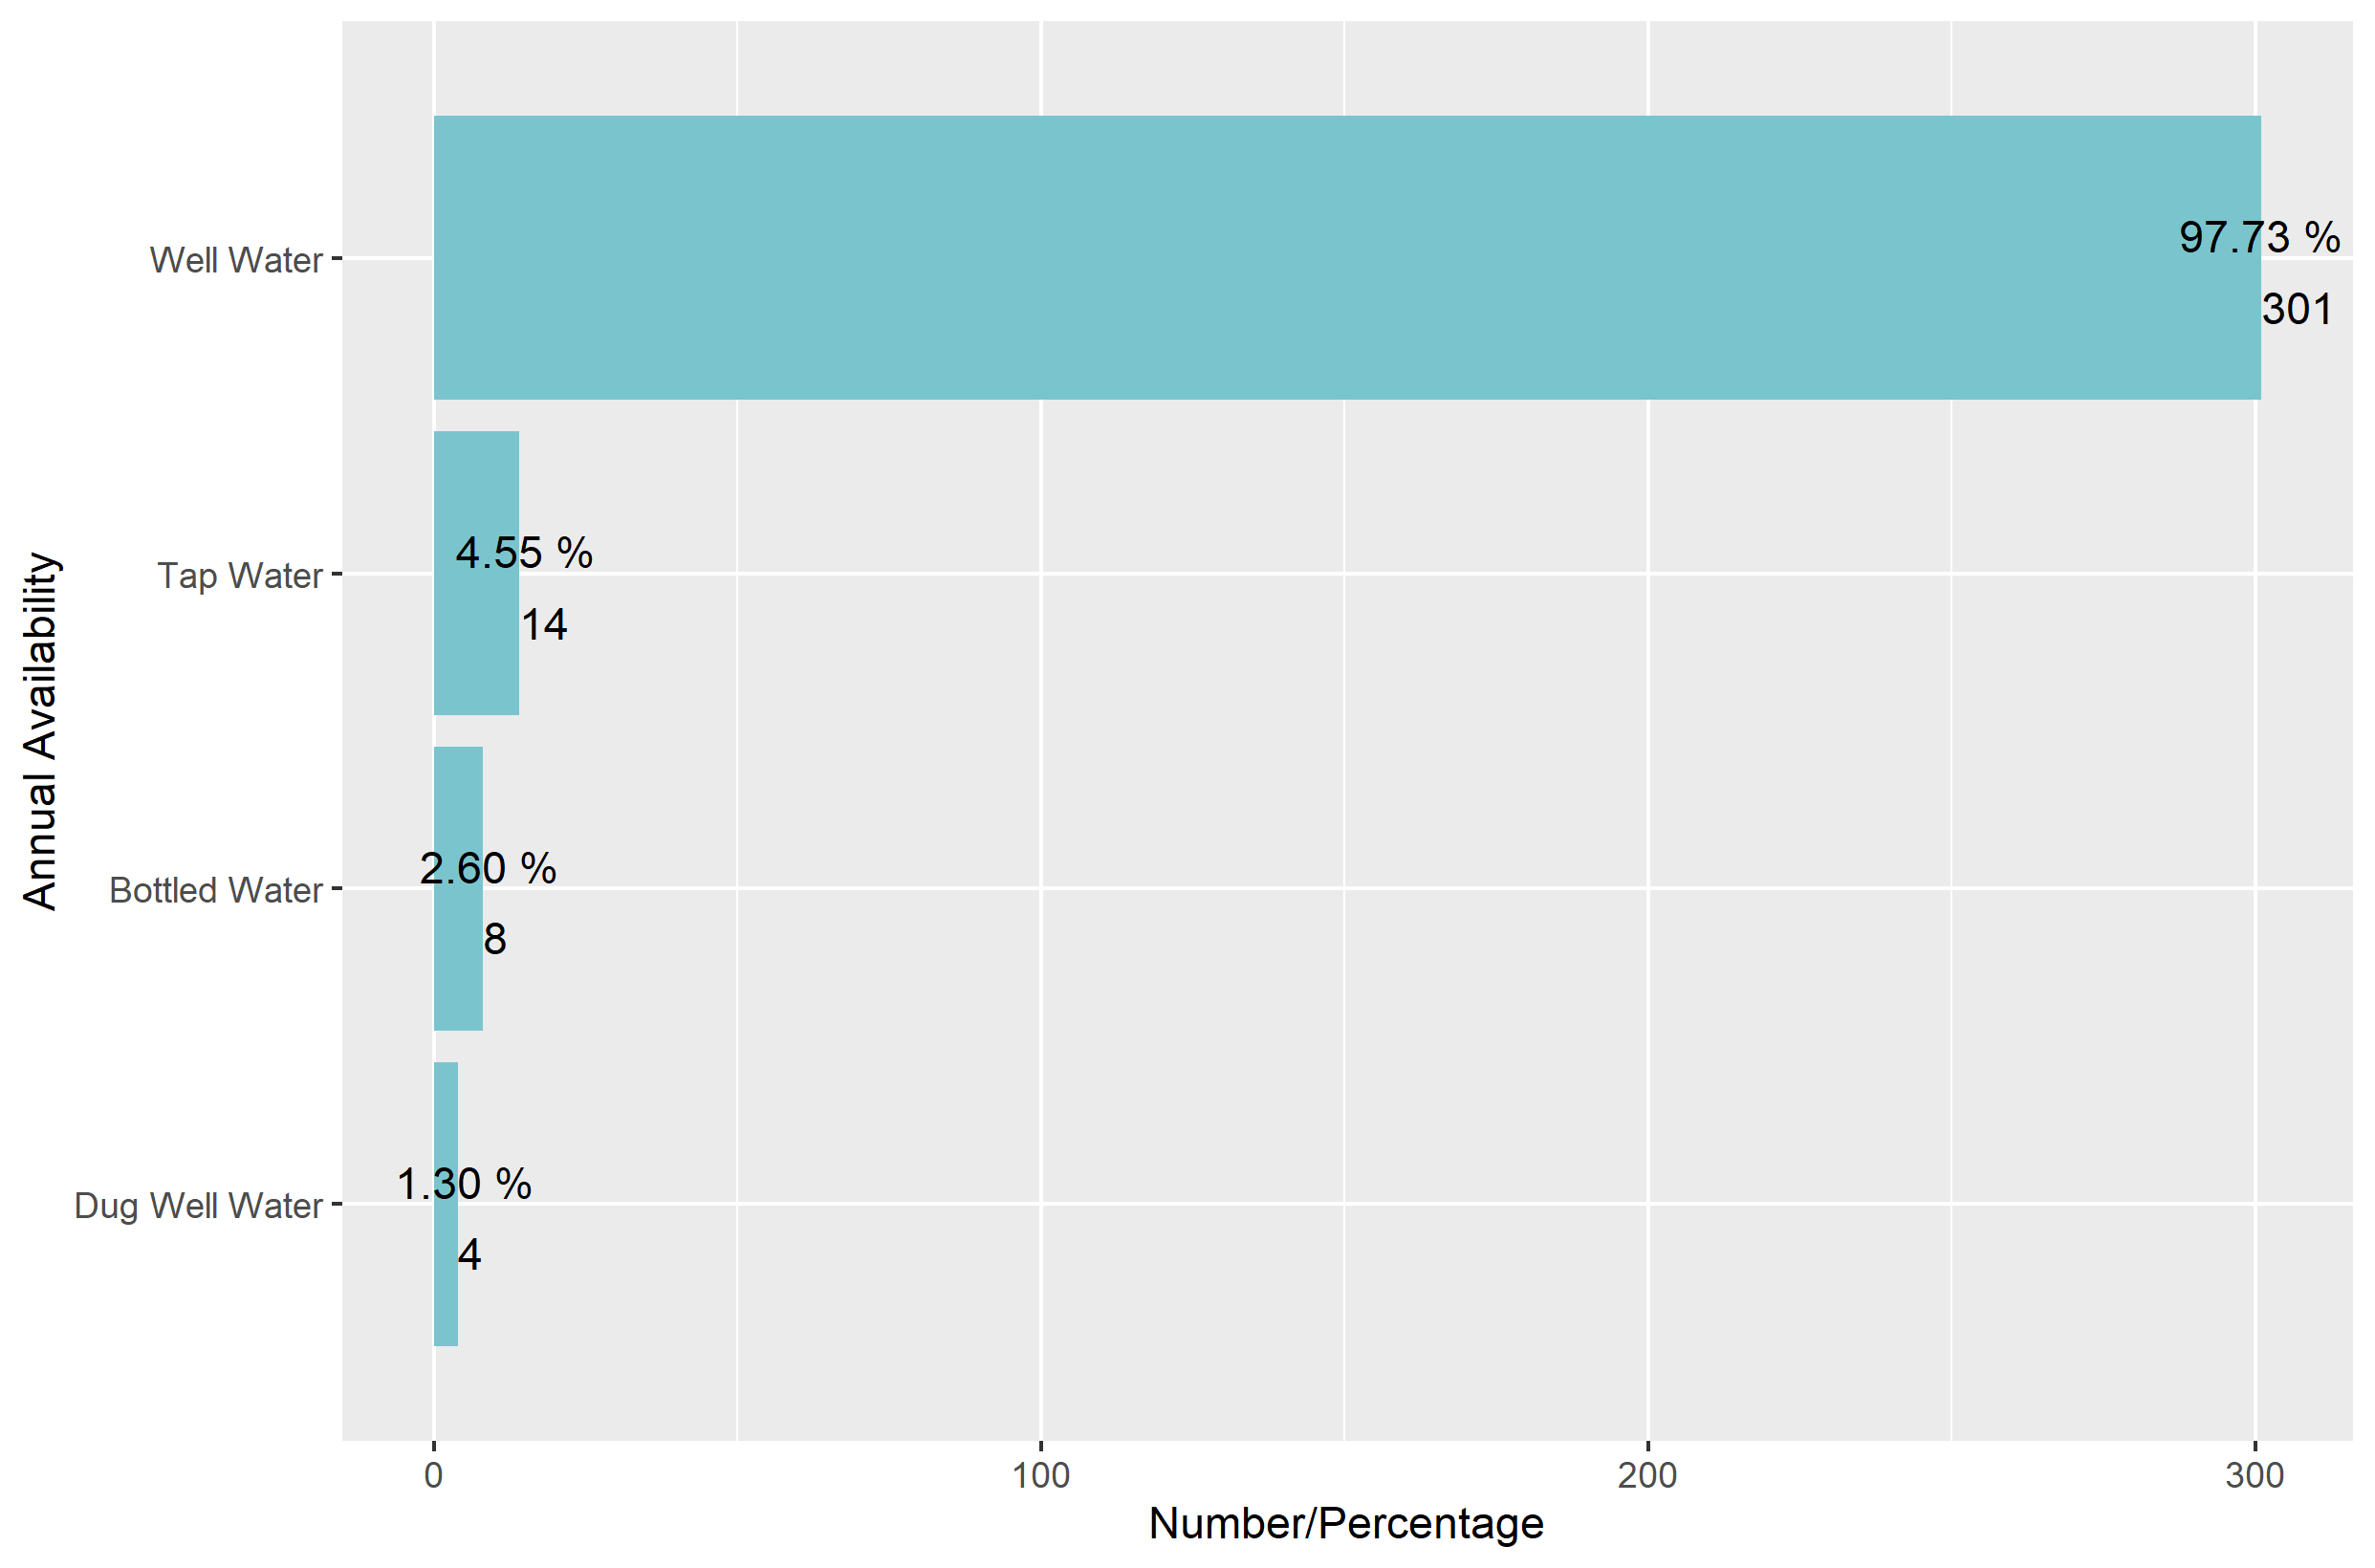 Annual Availability
Well Water
97.73 %
301
Tap Water
4.55 %
14
Bottled Water
2.60 %
8
Dug Well Water
1.30 %
4
0
100
200
300
Number/Percentage